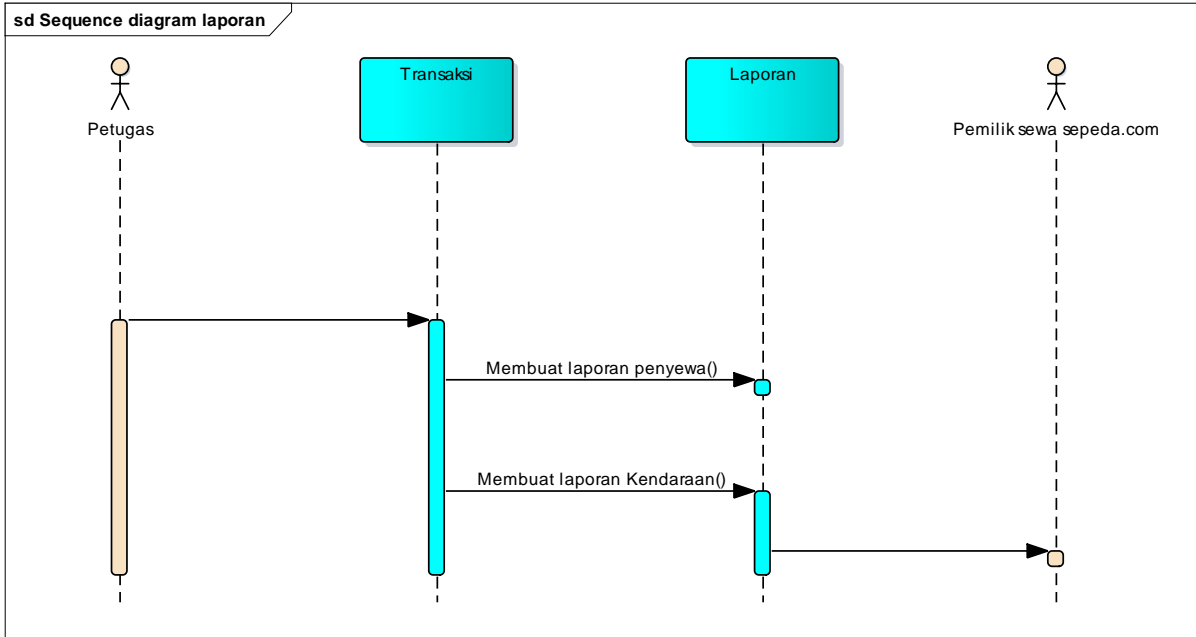 sd Sequence diagram laporan
Petugas
Transaksi
Laporan
Pemilik sewa sepeda.com
Membuat laporan penyewa()
Membuat laporan Kendaraan()